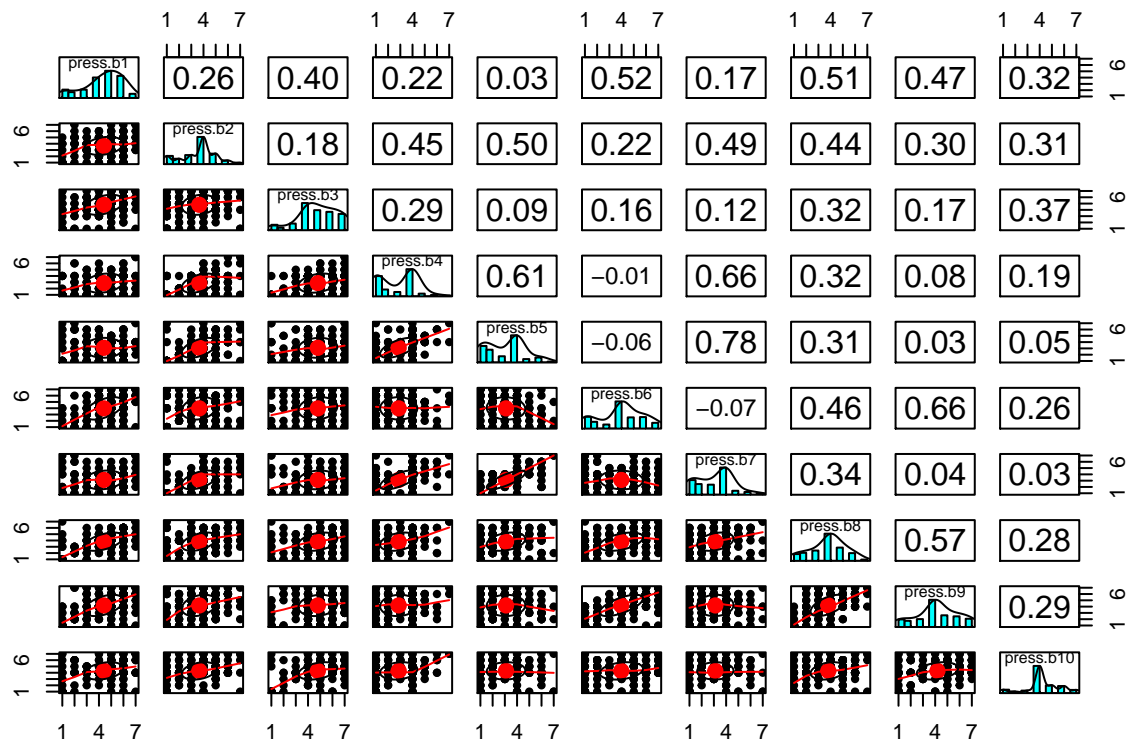 1 4 7 1 4 7 1 4 7 1 4 7 1 4 7
press.b1 0.26 0.40 0.22 0.03 0.52 0.17 0.51 0.47 0.32 1 6
1 6 press.b2 0.18 0.45 0.50 0.22 0.49 0.44 0.30 0.31
press.b3 0.29 0.09 0.16 0.12 0.32 0.17 0.37 1 6
1 6 press.b4 0.61 −0.01 0.66 0.32 0.08 0.19
press.b5 −0.06 0.78 0.31 0.03 0.05 1 6
1 6 press.b6 −0.07 0.46 0.66 0.26
press.b7 0.34 0.04 0.03 1 6
1 6 press.b8 0.57 0.28
press.b9 0.29 1 6
1 6 press.b10
1 4 7 1 4 7 1 4 7 1 4 7 1 4 7